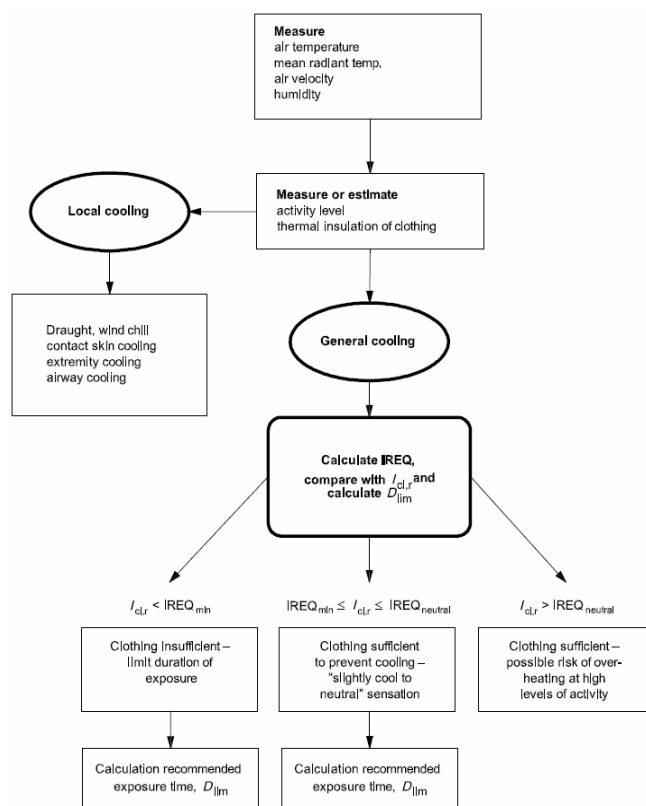 Measure
air temperature
mean radiant temp.
air velocity
humidity
Measure or estimate
activity level
thermal insulation of clothing
Local cooling
Draught, wind chill
contact skin cooling
extremity cooling
airway cooling
General cooling
Calculate IREQ,
compare with Icl,r and
calculate Dlim
Icl,r < IREQmin
IREQmin ≤ Icl,r ≤ IREQneutral
Icl,r > IREQneutral
Clothing insufficient –
limit duration of
exposure
Clothing sufficient
to prevent cooling –
"slightly cool to
neutral" sensation
Clothing sufficient –
possible risk of over-
heating at high
levels of activity
Calculation recommended
exposure time, Dlim
Calculation recommended
exposure time, Dlim